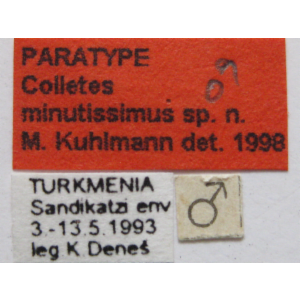 PARATYPE
Colletes
minutissimus sp. n.
M. Kuhlmann det. 1998
TURKMENIA
Sandikatzi env
3.-13.5.1993
leg K.Deneš
♂